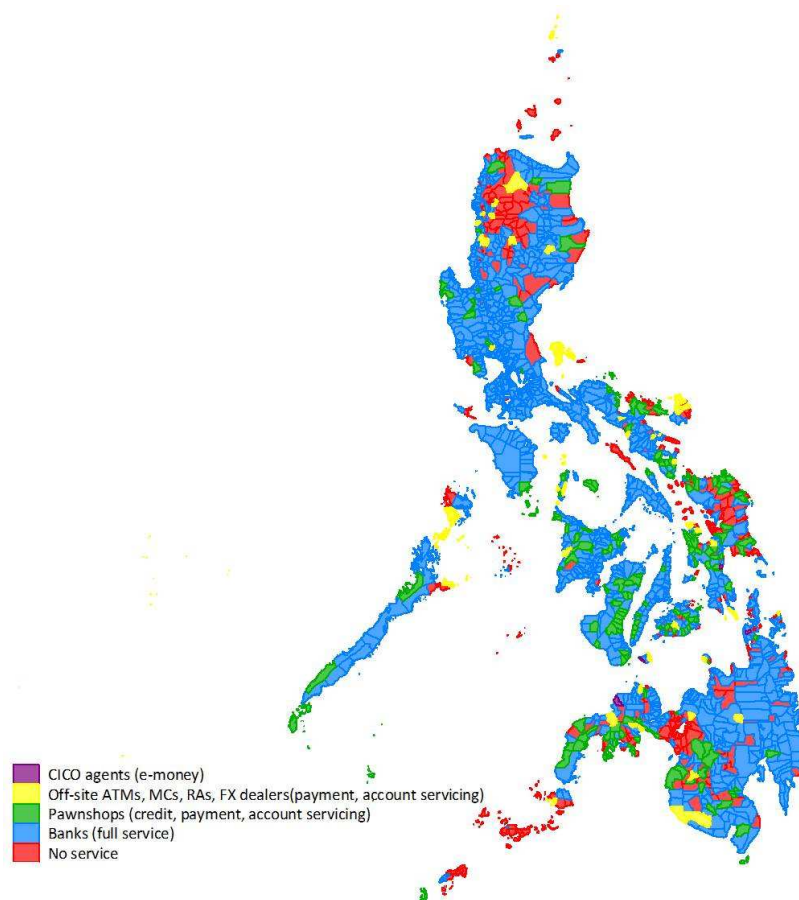 CICO agents (e-money)
Off-site ATMs, MCs, RAs, FX dealers(payment, account servicing)
Pawnshops (credit, payment, account servicing)
Banks (full service)
No service